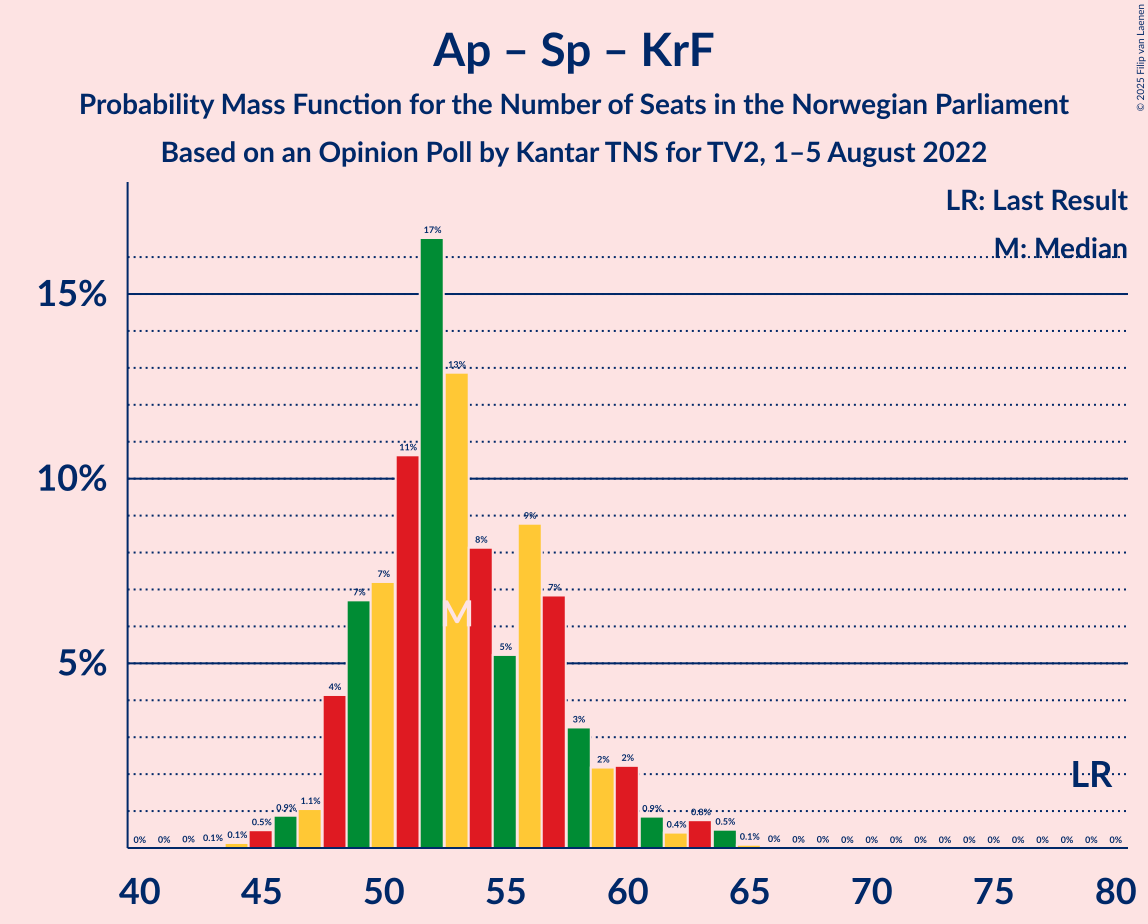 © 2025 Filip van Laenen
Ap – Sp – KrF
Probability Mass Function for the Number of Seats in the Norwegian Parliament
Based on an Opinion Poll by Kantar TNS for TV2, 1–5 August 2022
LR: Last Result
M: Median
15%
10%
5%
0% 0% 0% 0.1% 0.1% 0.5% 0.9% 1.1% 4% 7% 7% 11% 17% 13% 8% 5% 9% 7% 3% 2% 2% 0.9% 0.4% 0.8% 0.5% 0.1% 0% 0% 0% 0% 0% 0% 0% 0% 0% 0% 0% 0% 0% 0% 0%
M
LR
40 45 50 55 60 65 70 75 80